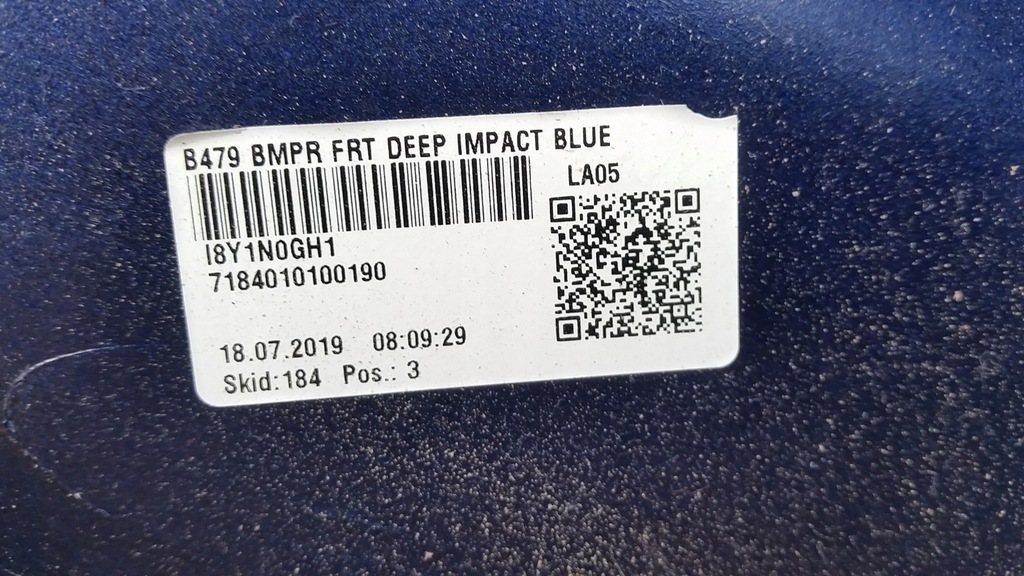 B479 BMPR FRT DEEP IMPACT BLUE
LA05
I8Y1N0GH1
7184010100190
18.07.2019 08:09:29
Skid:184 Pos.: 3